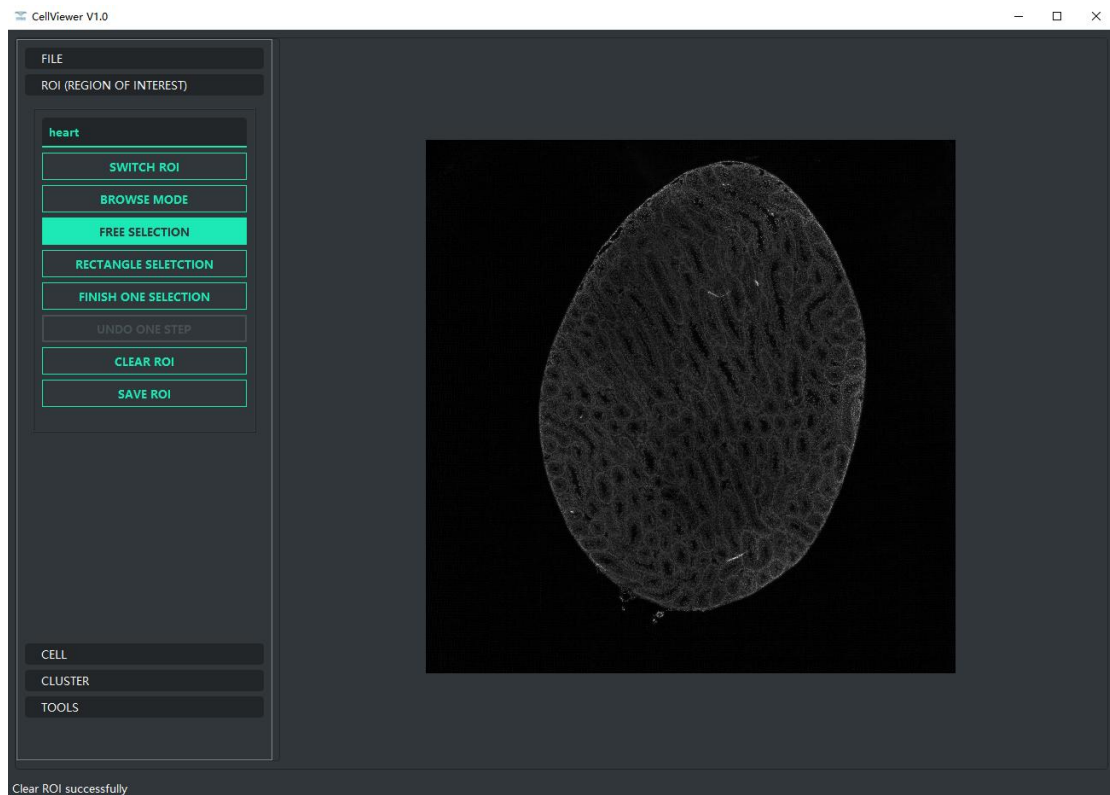 CellViewer V1.0
FILE
ROI (REGION OF INTEREST)
heart
SWITCH ROI
BROWSE MODE
FREE SELECTION
RECTANGLE SELETCTION
FINISH ONE SELECTION
UNDO ONE STEP
CLEAR ROI
SAVE ROI
CELL
CLUSTER
TOOLS
Clear ROI successfully